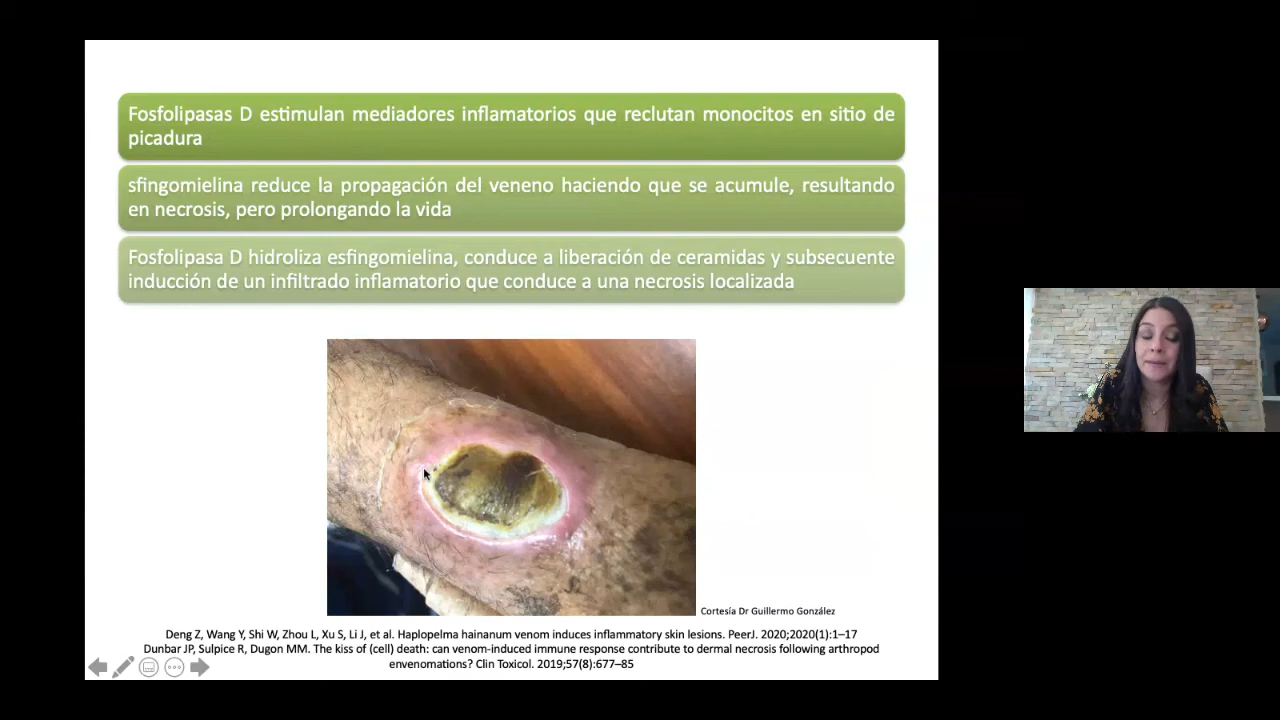 Fosfolipasas D estimulan mediadores inflamatorios que reclutan monocitos en sitio de
picadura
sfingomielina reduce la propagación del veneno haciendo que se acumule, resultando
en necrosis, pero prolongando la vida
Fosfolipasa D hidroliza esfingomielina, conduce a liberación de ceramidas y subsecuente
inducción de un infiltrado inflamatorio que conduce a una necrosis localizada
Cortesía Dr Guillermo González
Deng Z, Wang Y, Shi W, Zhou L, Xu S, Li J, et al. Haplopelma hainanum venom induces inflammatory skin lesions. PeerJ. 2020;2020(1):1–17
Dunbar JP, Sulpice R, Dugon MM. The kiss of (cell) death: can venom-induced immune response contribute to dermal necrosis following arthropod
envenomations? Clin Toxicol. 2019;57(8):677–85